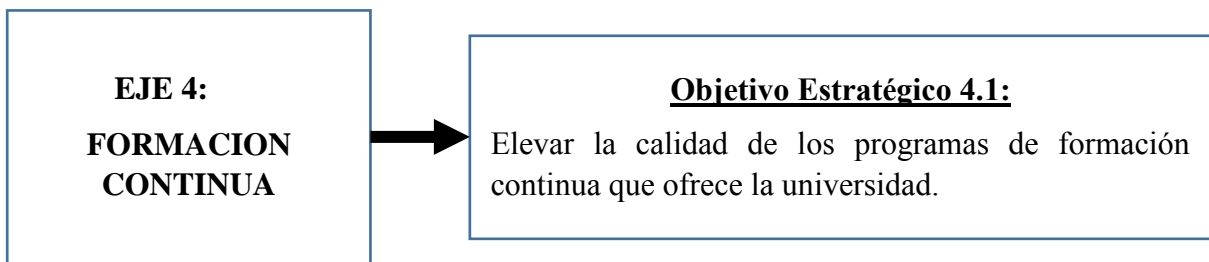 EJE 4:
FORMACION
CONTINUA
Objetivo Estratégico 4.1:
Elevar la calidad de los programas de formación
continua que ofrece la universidad.